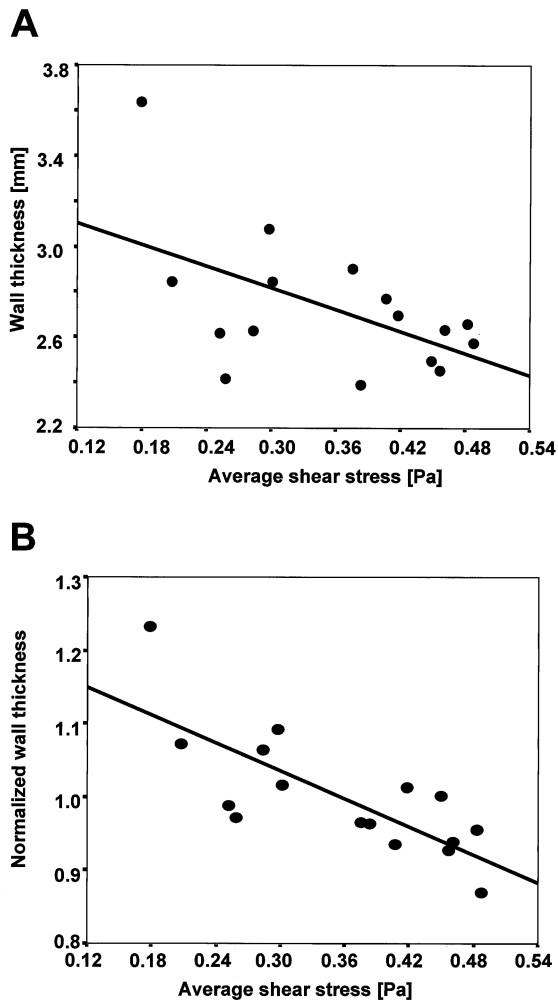 A
3.8
3.4
3.0
2.6
2.2
Wall thickness [mm]
0.12 0.18 0.24 0.30 0.36 0.42 0.48 0.54
Average shear stress [Pa]
B
1.3
1.2
1.1
1.0
0.9
0.8
Normalized wall thickness
0.12 0.18 0.24 0.30 0.36 0.42 0.48 0.54
Average shear stress [Pa]